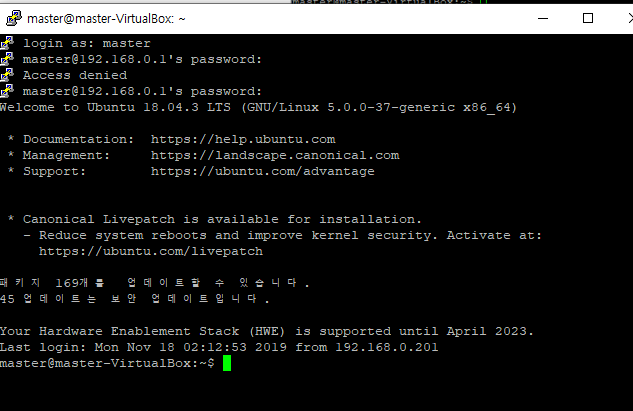 master@master-VirtualBox: ~
login as: master
master@192.168.0.1's password:
Access denied
master@192.168.0.1's password:
Welcome to Ubuntu 18.04.3 LTS (GNU/Linux 5.0.0-37-generic x86_64)
* Documentation: https://help.ubuntu.com
* Management: https://landscape.canonical.com
* Support: https://ubuntu.com/advantage
* Canonical Livepatch is available for installation.
- Reduce system reboots and improve kernel security. Activate at:
https://ubuntu.com/livepatch
패키지 169개를 업데이트할 수 있습니다.
45 업데이트는 보안 업데이트입니다.
Your Hardware Enablement Stack (HWE) is supported until April 2023.
Last login: Mon Nov 18 02:12:53 2019 from 192.168.0.201
master@master-VirtualBox:~$